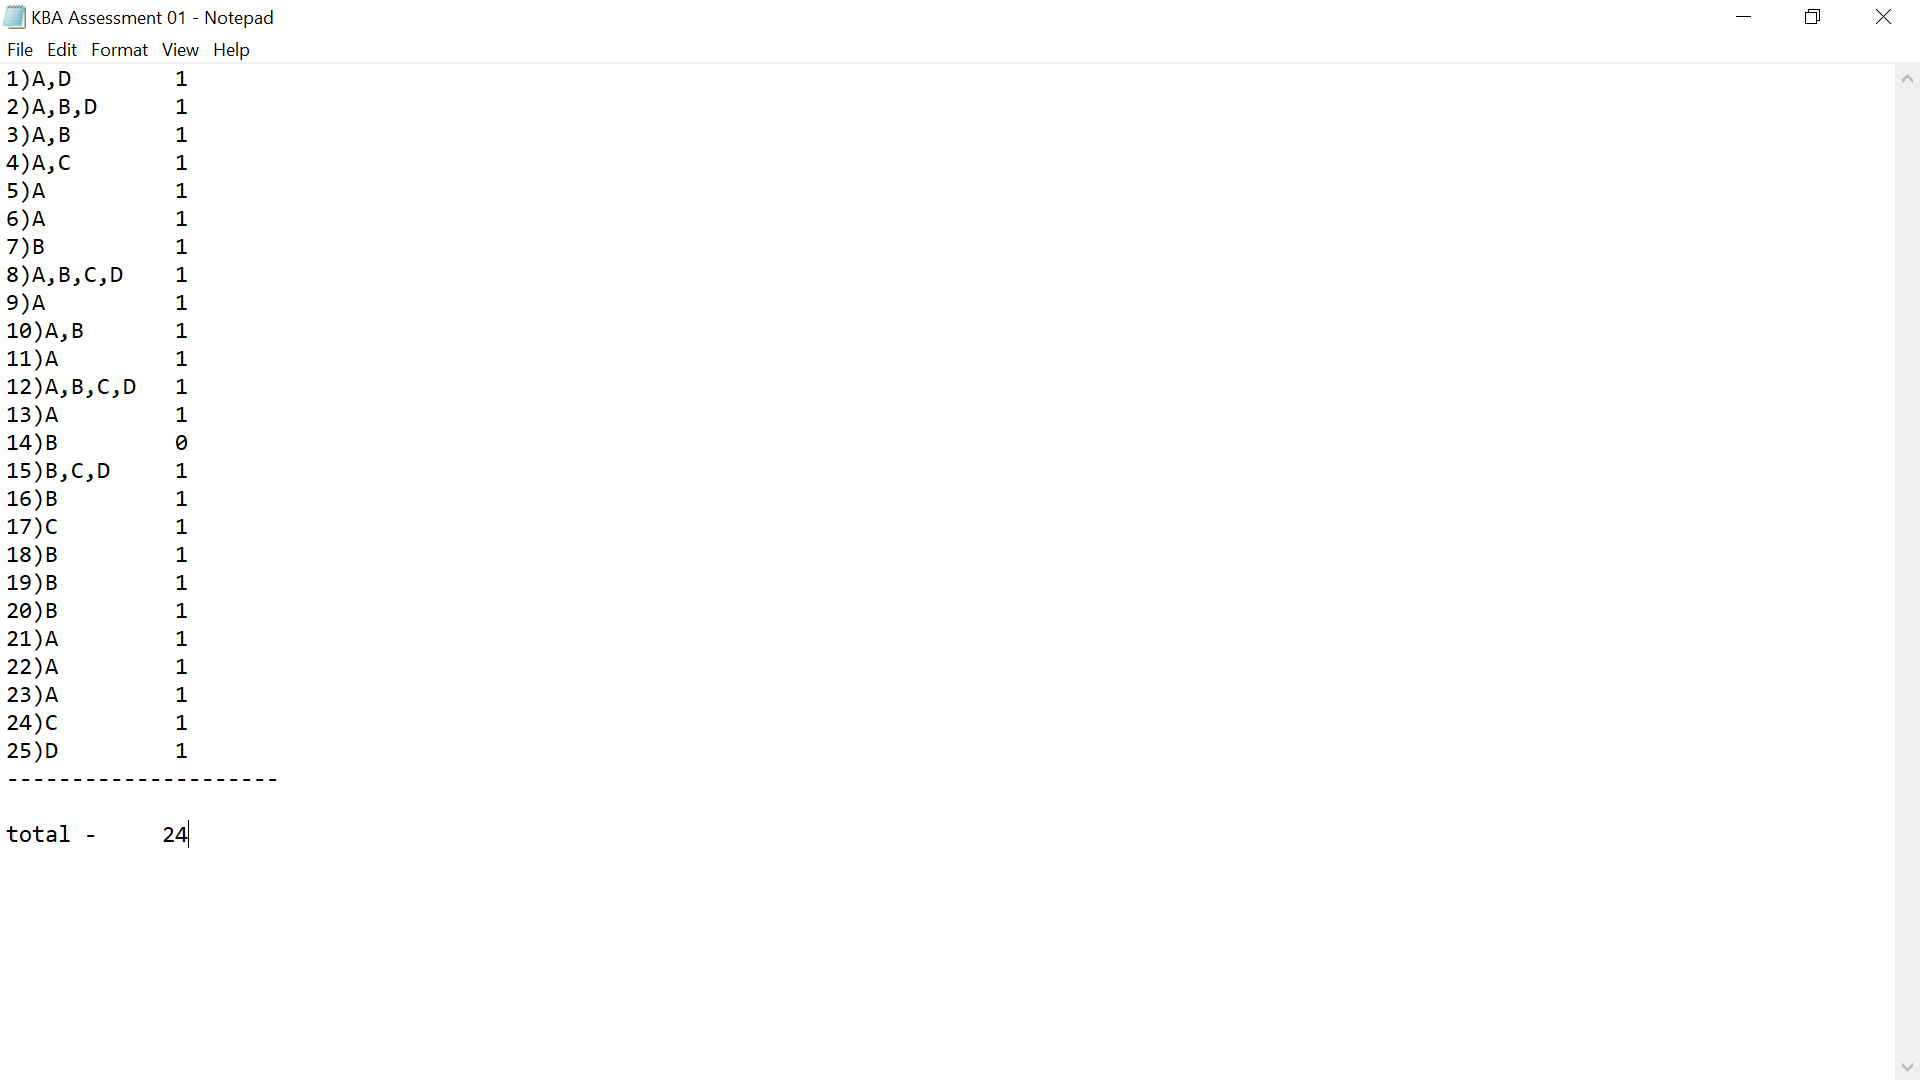 KBA Assessment 01 - Notepad
File Edit Format View Help
1)A,D 1
2)A,B,D 1
3)A,B 1
4)A,C 1
5)A 1
6)A 1
7)B 1
8)A,B,C,D 1
9)A 1
10)A,B 1
11)A 1
12)A,B,C,D 1
13)A 1
14)B 0
15)B,C,D 1
16)B 1
17)C 1
18)B 1
19)B 1
20)B 1
21)A 1
22)A 1
23)A 1
24)C 1
25)D 1
---------------------
total - 24